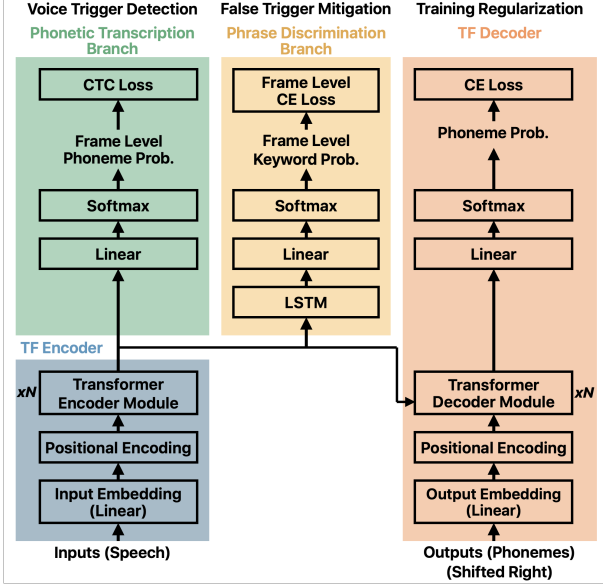 Voice Trigger Detection
False Trigger Mitigation
Training Regularization
Phonetic Transcription
Branch
Phrase Discrimination
Branch
TF Decoder
CTC Loss
Frame Level
Phoneme Prob.
Softmax
Linear
Frame Level
CE Loss
Frame Level
Keyword Prob.
Softmax
Linear
LSTM
CE Loss
Phoneme Prob.
Softmax
Linear
TF Encoder
xN
Transformer
Encoder Module
Positional Encoding
Input Embedding
(Linear)
Inputs (Speech)
Transformer
Decoder Module
xN
Positional Encoding
Output Embedding
(Linear)
Outputs (Phonemes)
(Shifted Right)